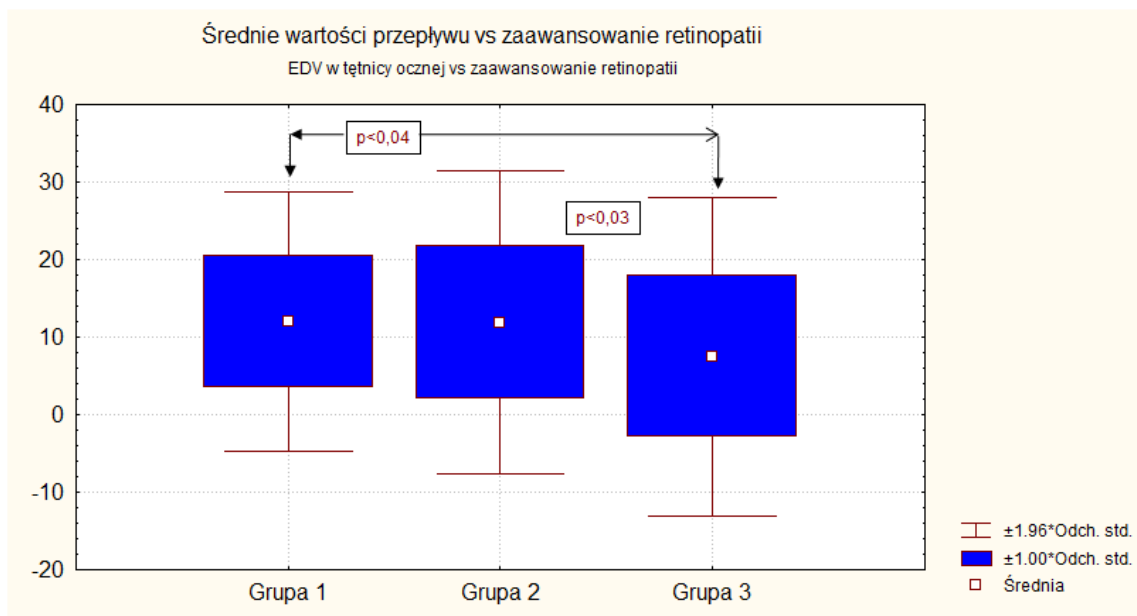 Średnie wartości przepływu vs zaawansowanie retinopatii
EDV w tętnicy ocznej vs zaawansowanie retinopatii
40
30
20
10
0
-10
-20
p<0,04
p<0,03
Grupa 1
Grupa 2
Grupa 3
±1.96*Odch. std.
±1.00*Odch. std.
Średnia